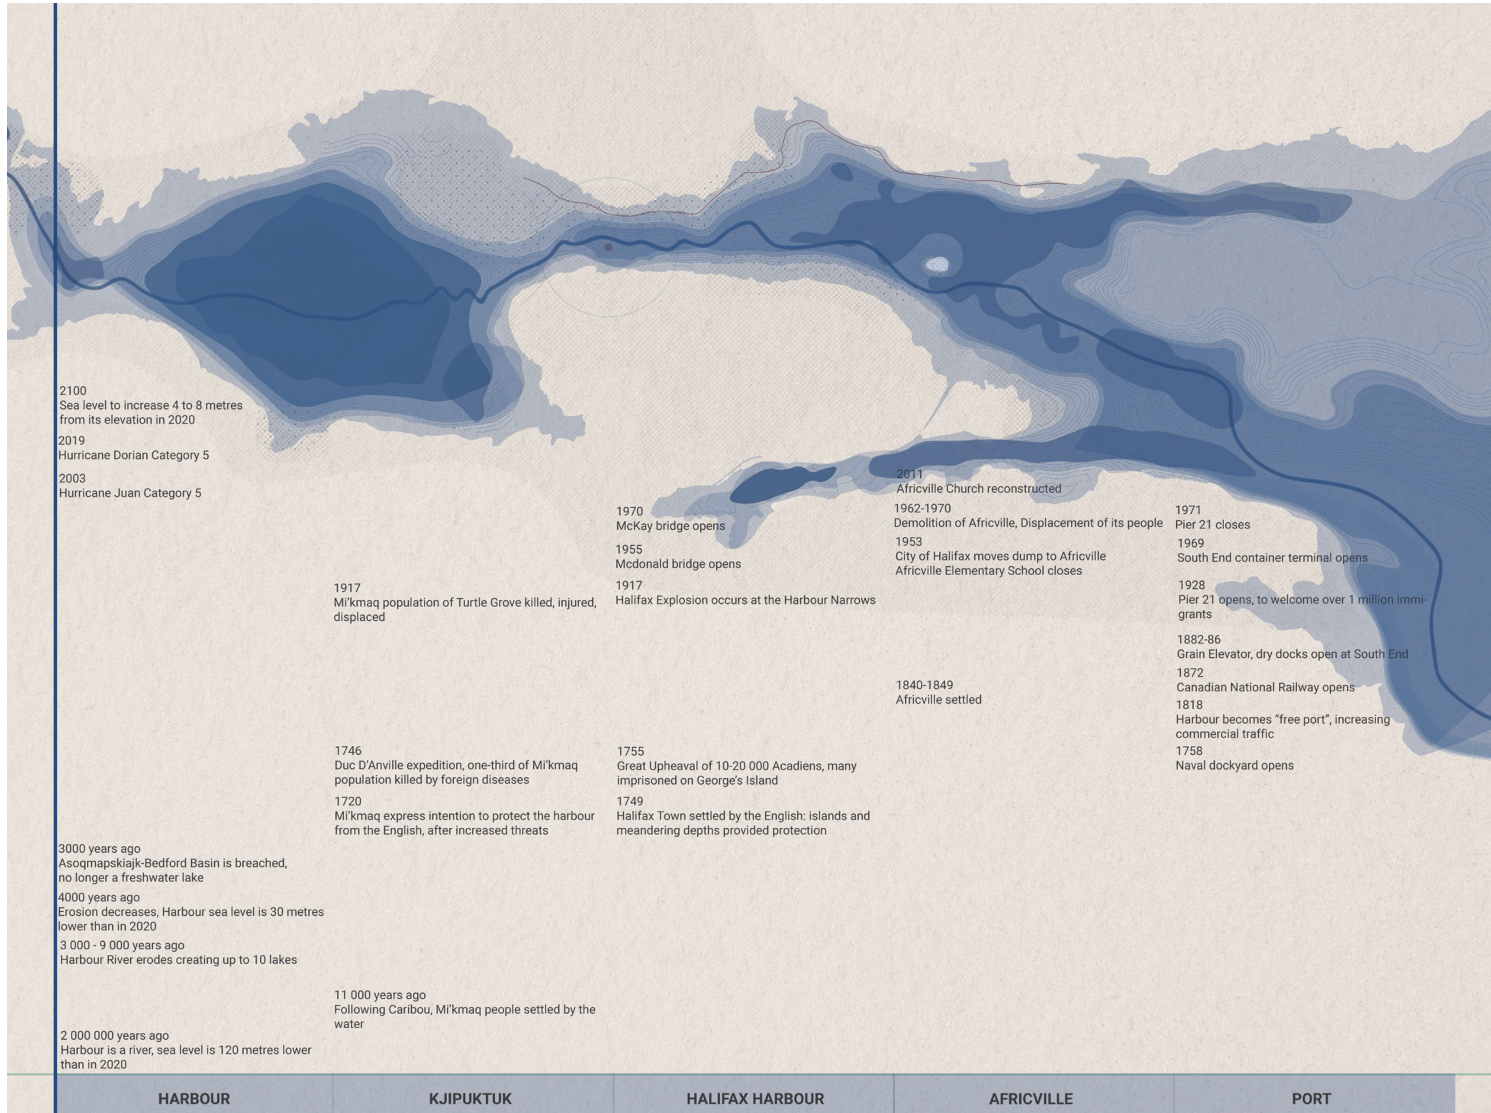 2100
Sea level to increase 4 to 8 metres
from its elevation in 2020
2019
Hurricane Dorian Category 5
2003
Hurricane Juan Category 5
3000 years ago
Asoqmapskiajk-Bedford Basin is breached,
no longer a freshwater lake
4000 years ago
Erosion decreases, Harbour sea level is 30 metres
lower than in 2020
3 000 - 9 000 years ago
Harbour River erodes creating up to 10 lakes
2 000 000 years ago
Harbour is a river, sea level is 120 metres lower
than in 2020
HARBOUR
1917
Mi'kmaq population of Turtle Grove killed, injured,
displaced
1746
Duc D'Anville expedition, one-third of Mi'kmaq
population killed by foreign diseases
1720
Mi'kmaq express intention to protect the harbour
from the English, after increased threats
11 000 years ago
Following Caribou, Mi'kmaq people settled by the
water
KJIPUKTUK
1970
McKay bridge opens
1955
Mcdonald bridge opens
1917
Halifax Explosion occurs at the Harbour Narrows
1755
Great Upheaval of 10-20 000 Acadiens, many
imprisoned on George's Island
1749
Halifax Town settled by the English: islands and
meandering depths provided protection
HALIFAX HARBOUR
2011
Africville Church reconstructed
1962-1970
Demolition of Africville, Displacement of its people
1953
City of Halifax moves dump to Africville
Africville Elementary School closes
1840-1849
Africville settled
AFRICVILLE
1971
Pier 21 closes
1969
South End container terminal opens
1928
Pier 21 opens, to welcome over 1 million immi-
grants
1882-86
Grain Elevator, dry docks open at South End
1872
Canadian National Railway opens
1818
Harbour becomes “free port”, increasing
commercial traffic
1758
Naval dockyard opens
PORT